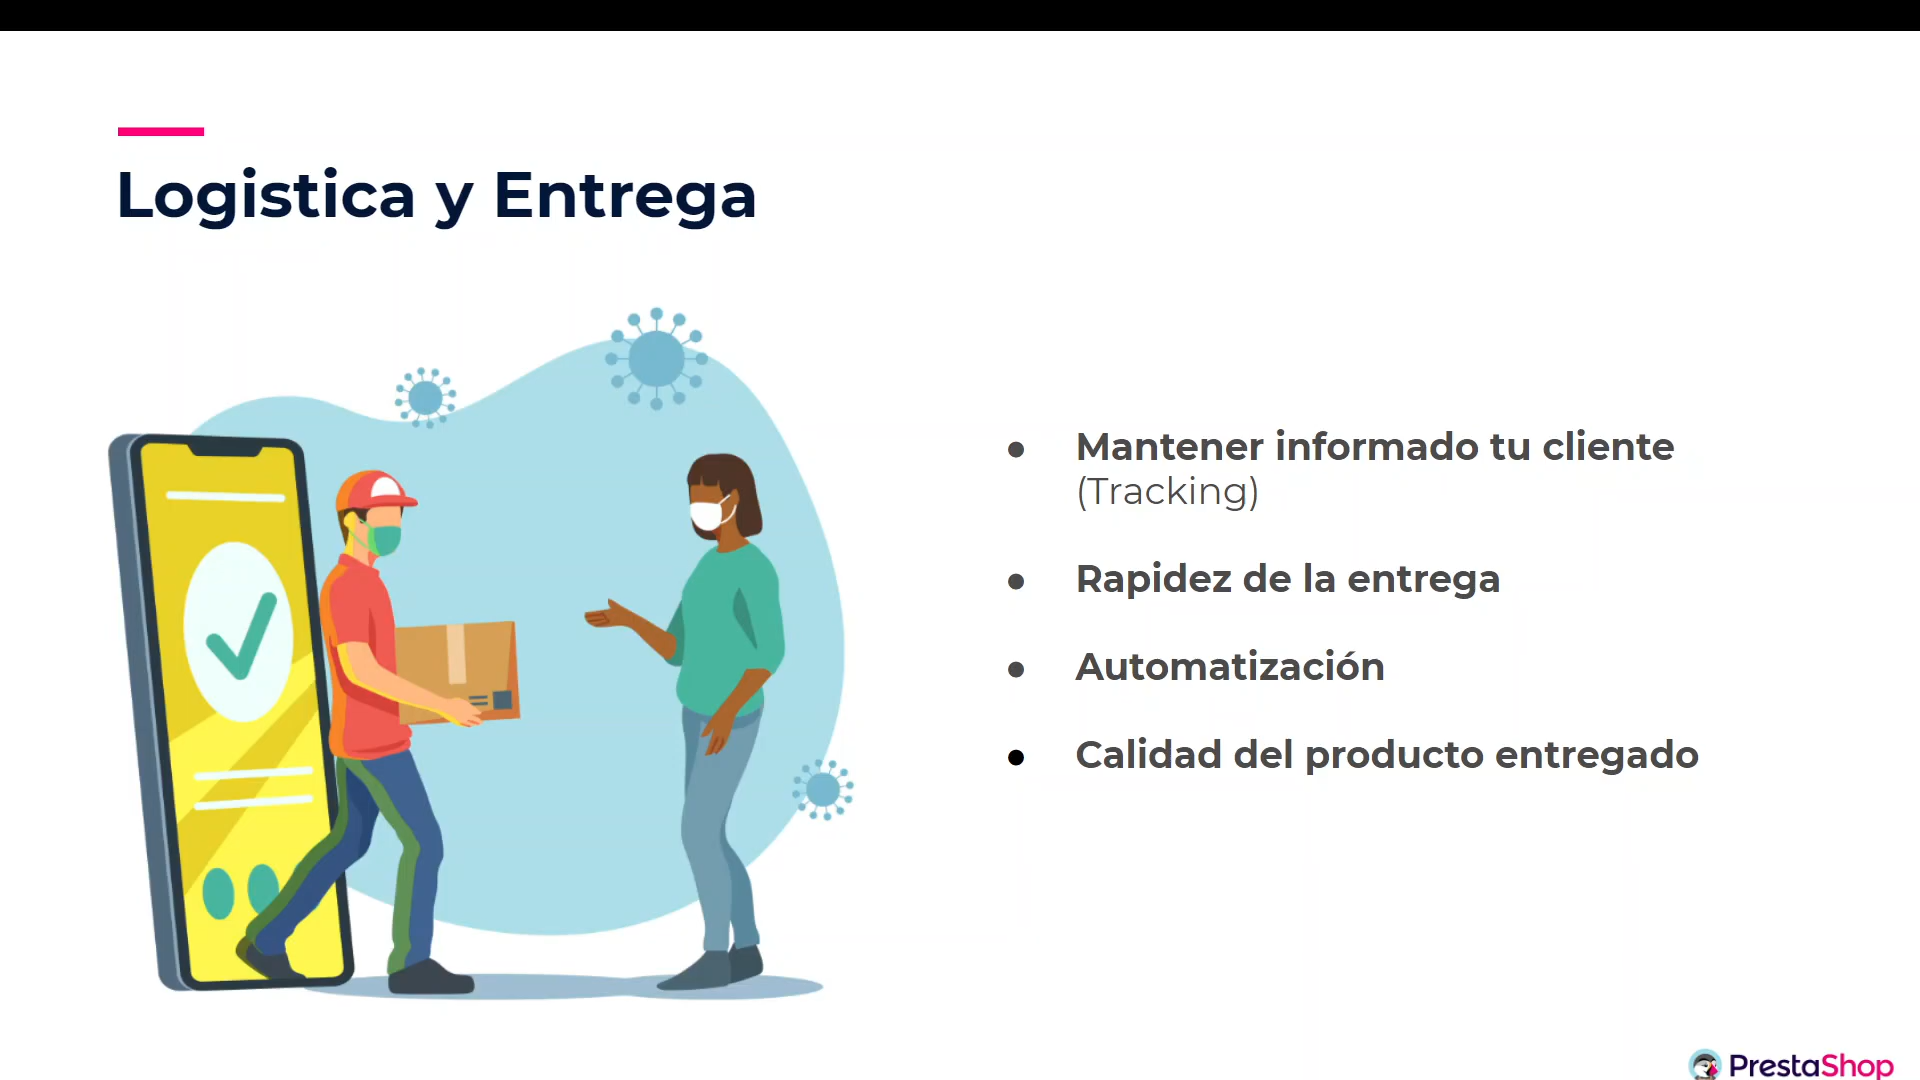 Logistica y Entrega
● Mantener informado tu cliente
(Tracking)
● Rapidez de la entrega
● Automatización
● Calidad del producto entregado
PrestaShop